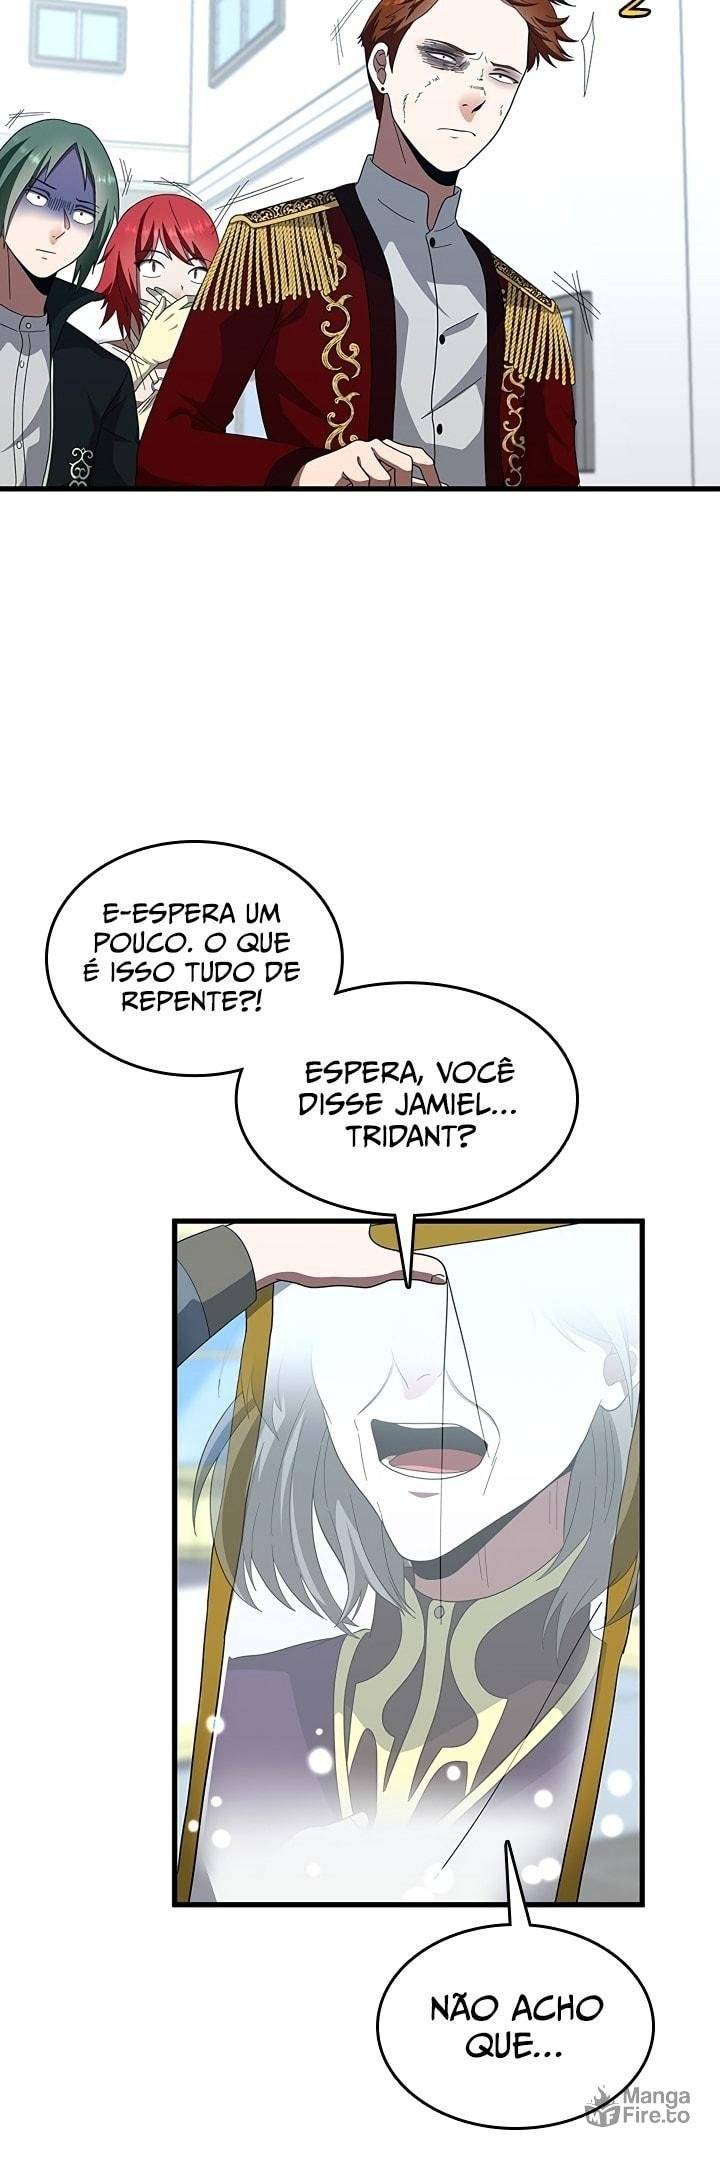 E-ESPERA UM
POUCO. O QUE
É ISSO TUDO DE
REPENTE?!
ESPERA, VOCÊ
DISSE JAMIEL...
TRIDANT?
NÃO ACHO
QUE...
Manga
Fire.to